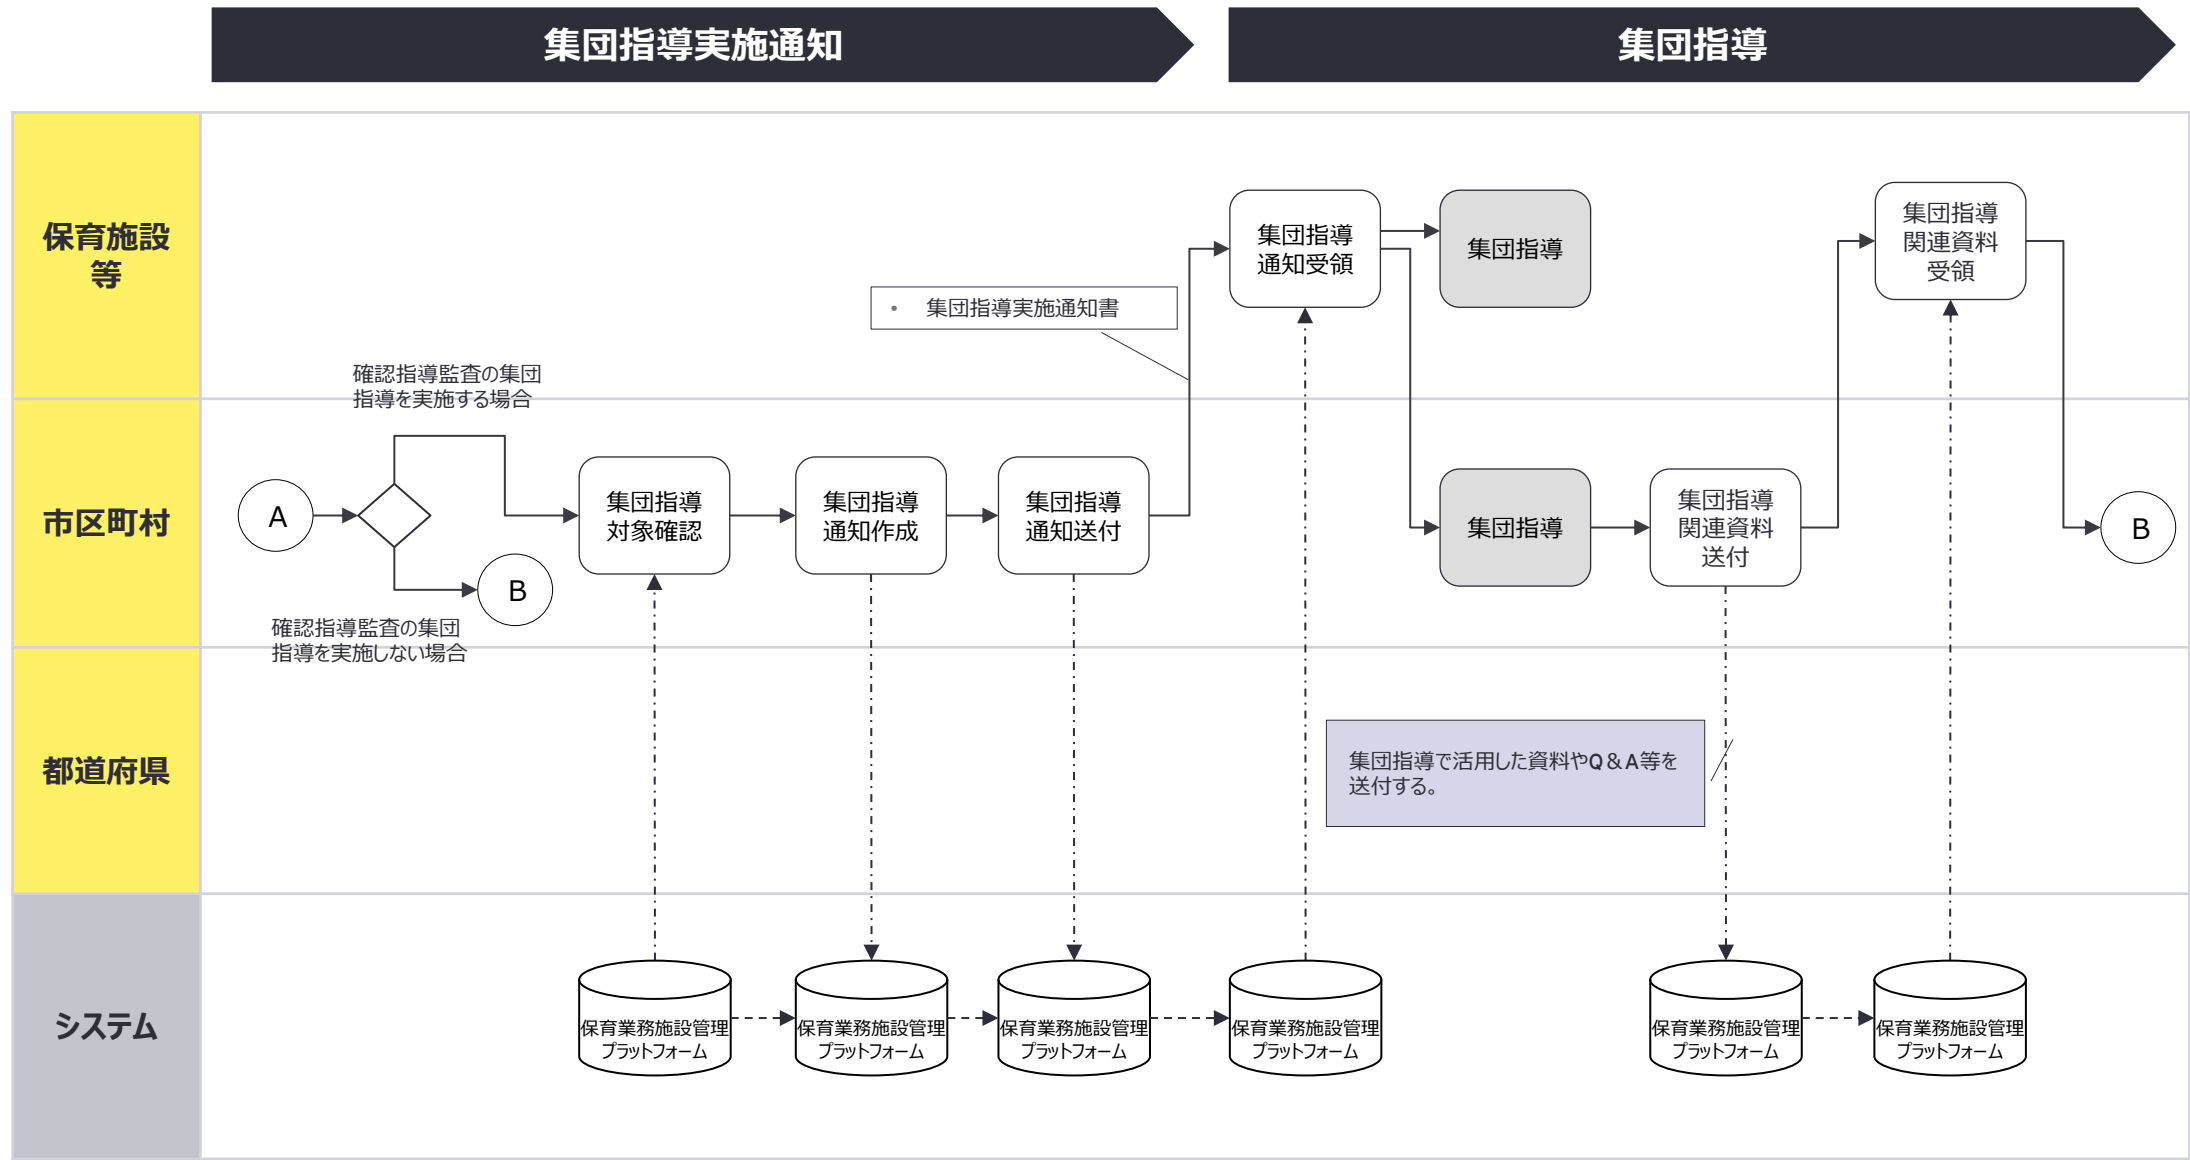 集団指導実施通知
集団指導
保育施設
等
集団指導
通知受領
集団指導
集団指導
関連資料
受領
• 集団指導実施通知書
確認指導監査の集団
指導を実施する場合
市区町村
A
B
確認指導監査の集団
指導を実施しない場合
集団指導
対象確認
集団指導
通知作成
集団指導
通知送付
集団指導
集団指導
関連資料
送付
B
都道府県
集団指導で活用した資料やQ&A等を
送付する。
システム
保育業務施設管理
プラットフォーム
保育業務施設管理
プラットフォーム
保育業務施設管理
プラットフォーム
保育業務施設管理
プラットフォーム
保育業務施設管理
プラットフォーム
保育業務施設管理
プラットフォーム